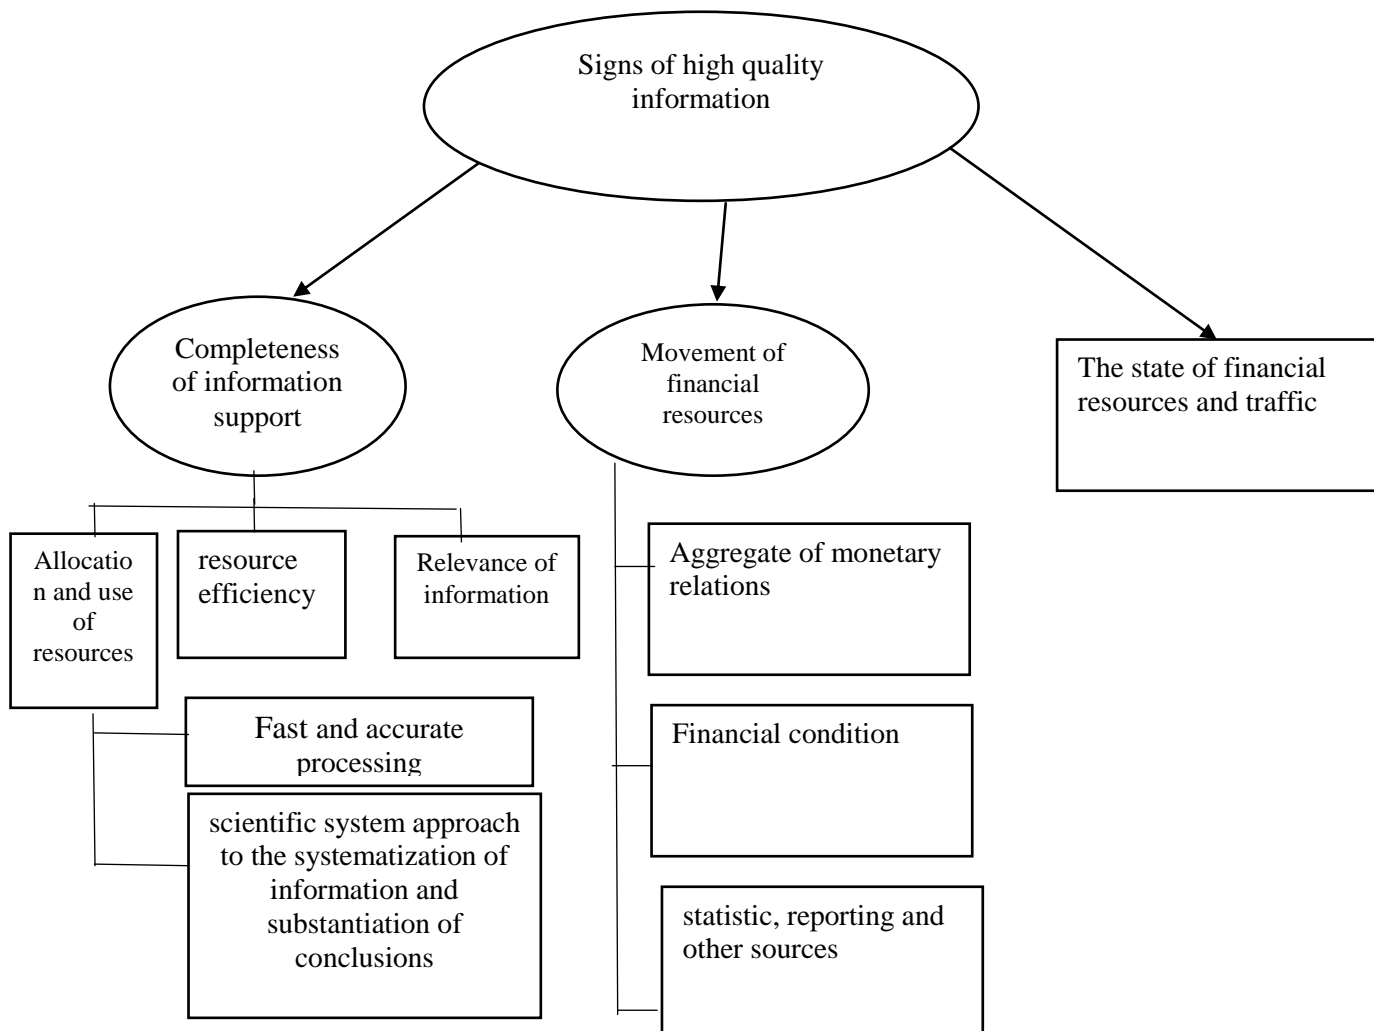 Signs of high quality
information
Completeness
of information
support
Movement of
financial
resources
The state of financial
resources and traffic
Allocatio
n and use
of
resources
resource
efficiency
Relevance of
information
Aggregate of monetary
relations
Fast and accurate
processing
Financial condition
scientific system approach
to the systematization of
information and
substantiation of
conclusions
statistic, reporting and
other sources